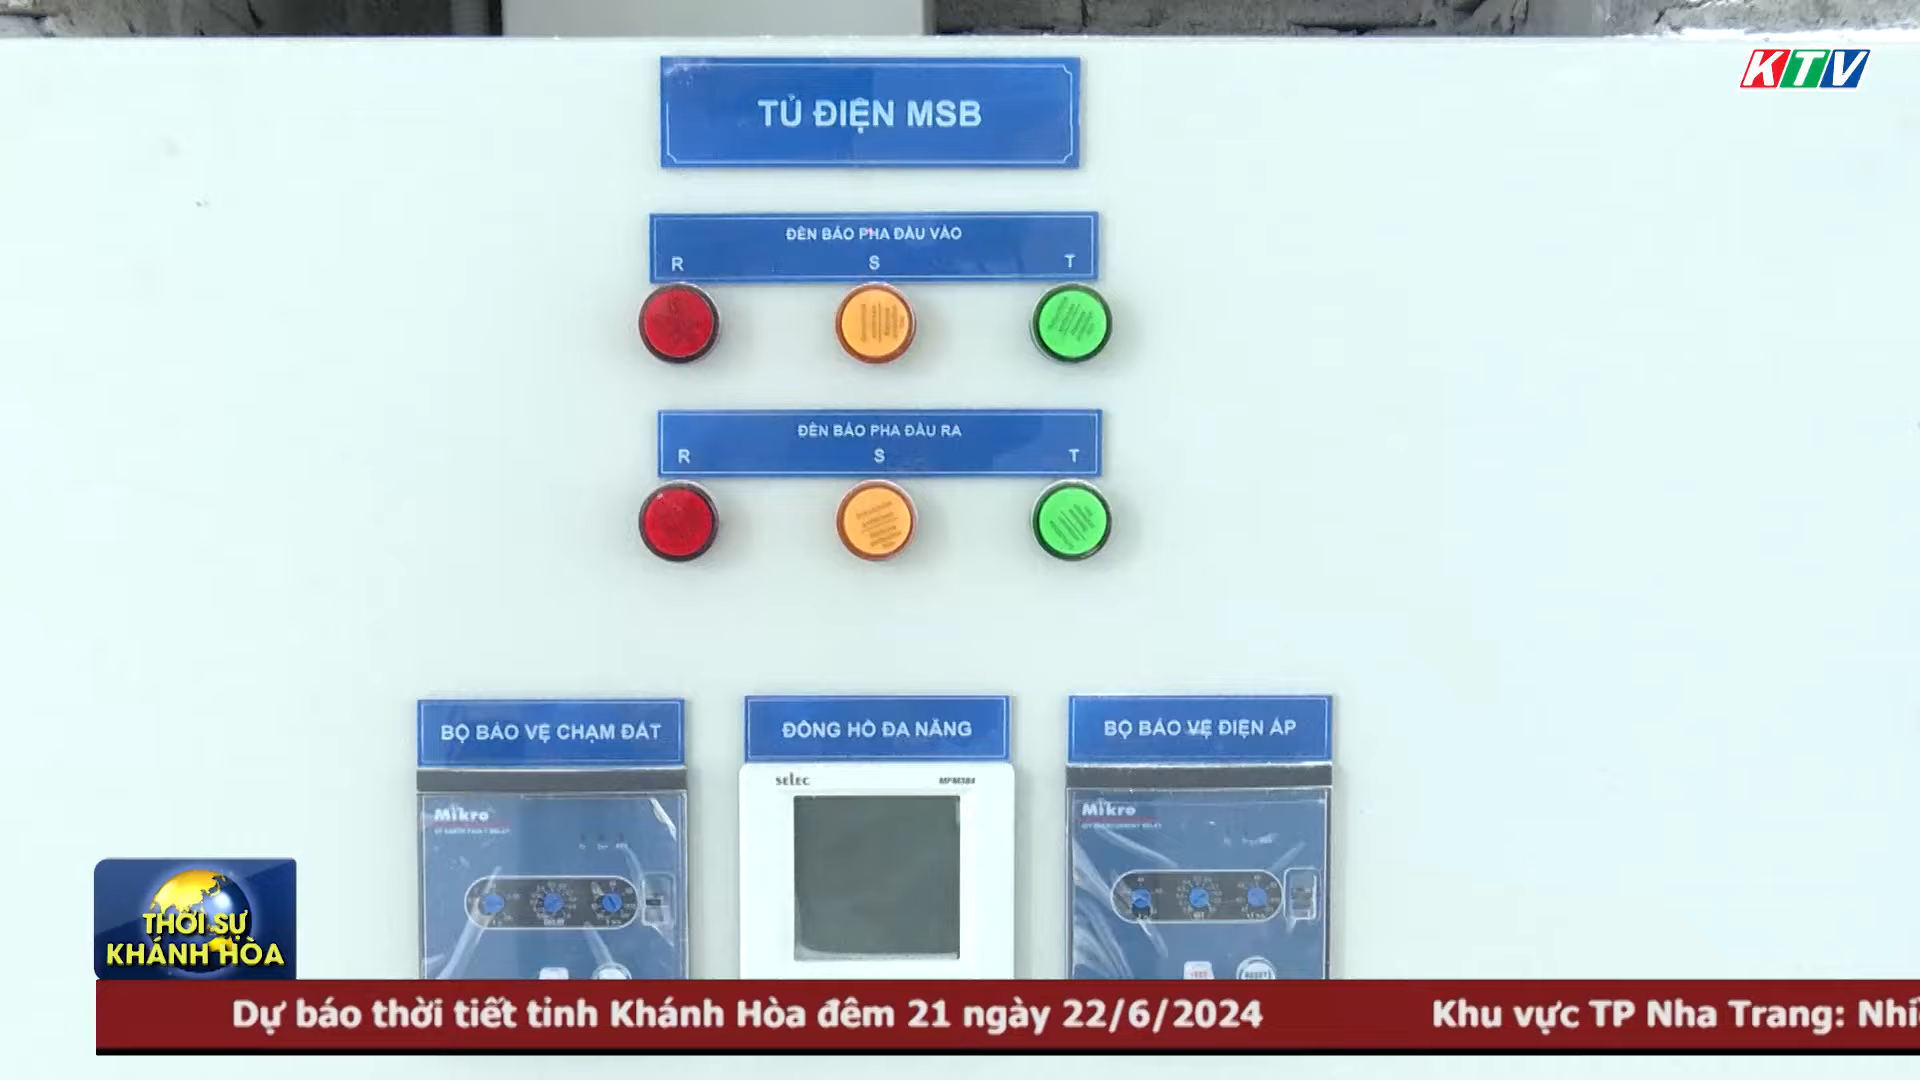 KTV
TỦ ĐIỆN MSB
ĐÈN BÁO PHA ĐẦU VÀO
R S T
ĐÈN BÁO PHA ĐẦU RA
R S T
BỘ BẢO VỆ CHẠM ĐẤT
ĐỒNG HỒ ĐA NĂNG
BỘ BẢO VỆ ĐIỆN ÁP
selec MFM384
Mikro
Mikro
THỜI SỰ
KHÁNH HÒA
Dự báo thời tiết tỉnh Khánh Hòa đêm 21 ngày 22/6/2024
Khu vực TP Nha Trang: